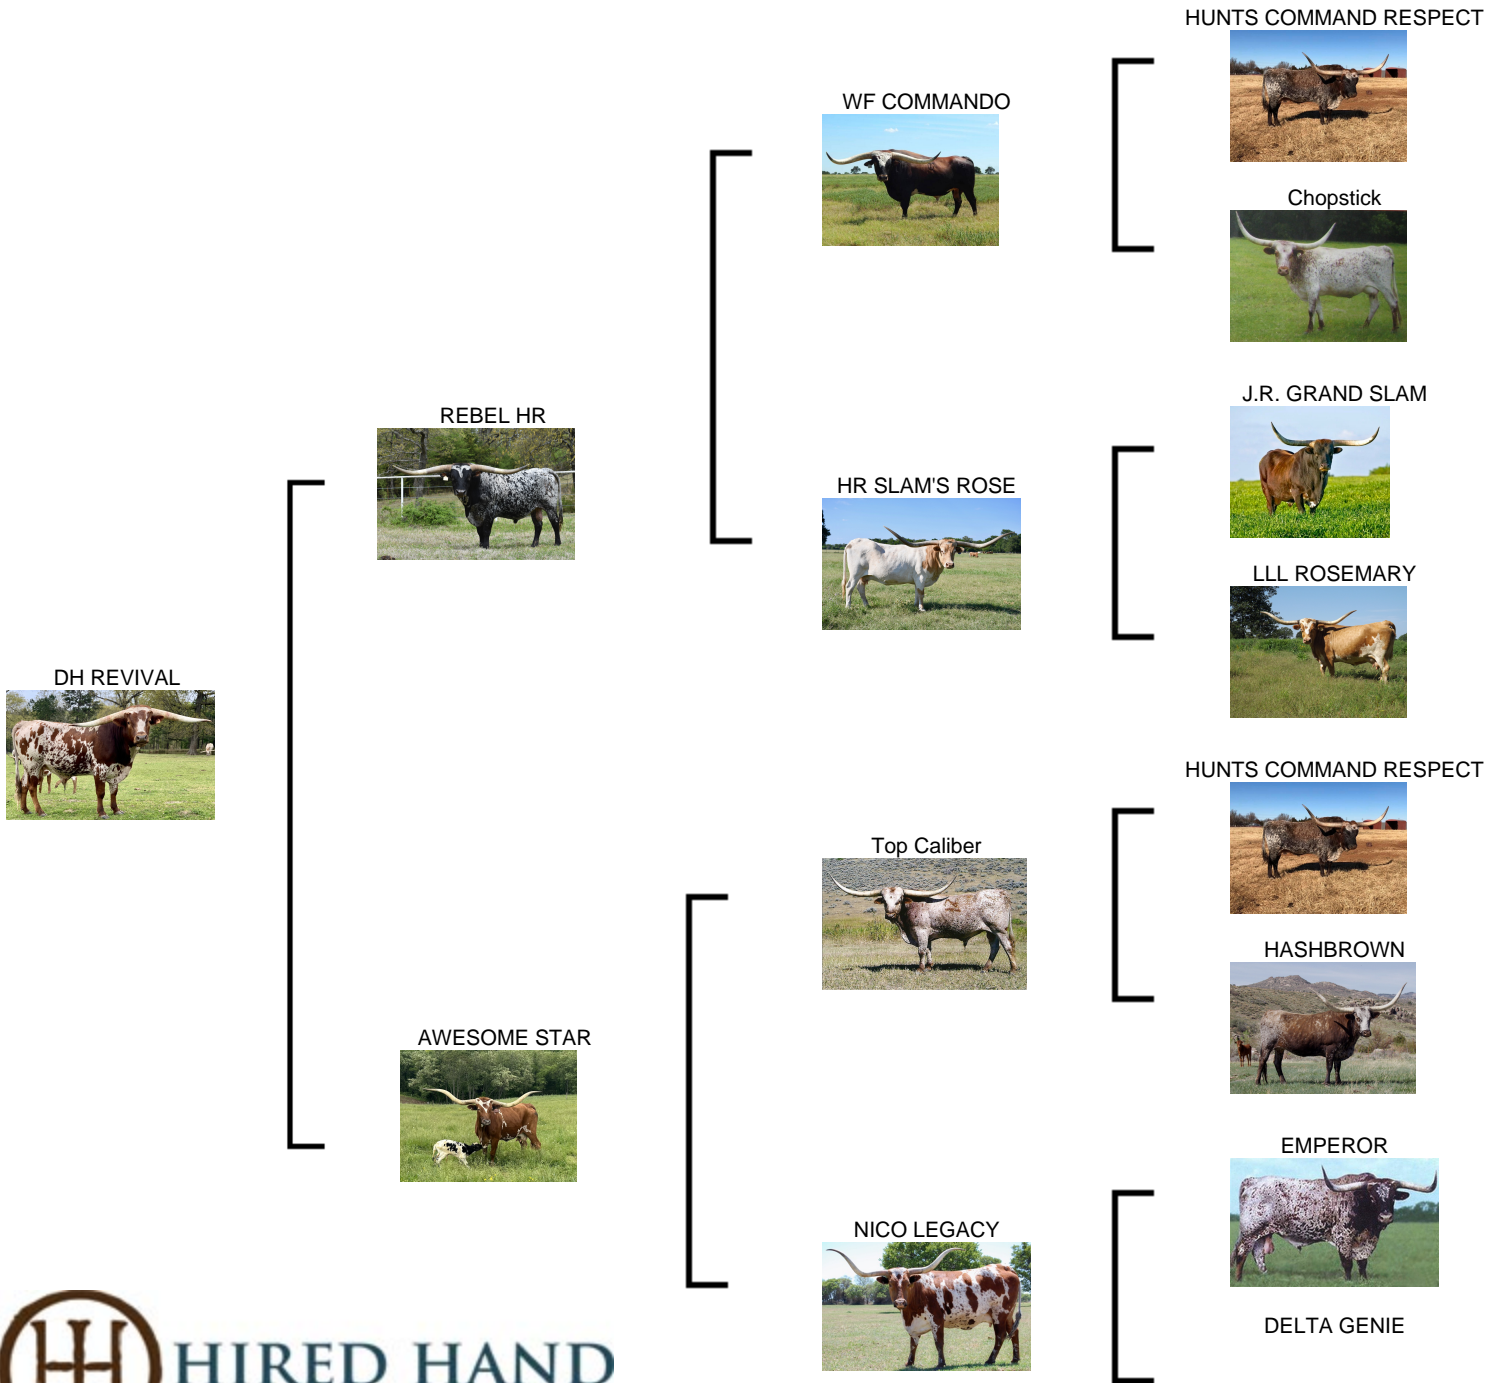 HUNTS COMMAND RESPECT
WF COMMANDO
Chopstick
J.R. GRAND SLAM
REBEL HR
HR SLAM'S ROSE
LLL ROSEMARY
DH REVIVAL
HUNTS COMMAND RESPECT
Top Caliber
HASHBROWN
AWESOME STAR
EMPEROR
NICO LEGACY
DELTA GENIE
HIRED HAND